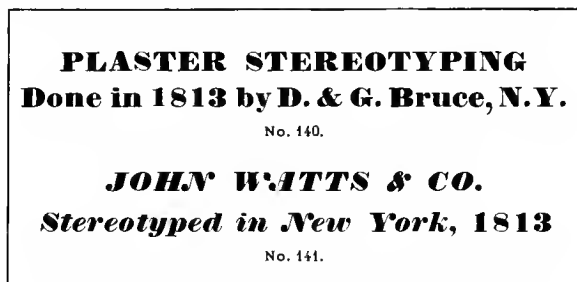 PLASTER STEREOTYPING
Done in 1813 by D. & G. Bruce, N.Y.
No. 140.
JOHN WATTS & CO.
Stereotyped in New York, 1813
No. 141.